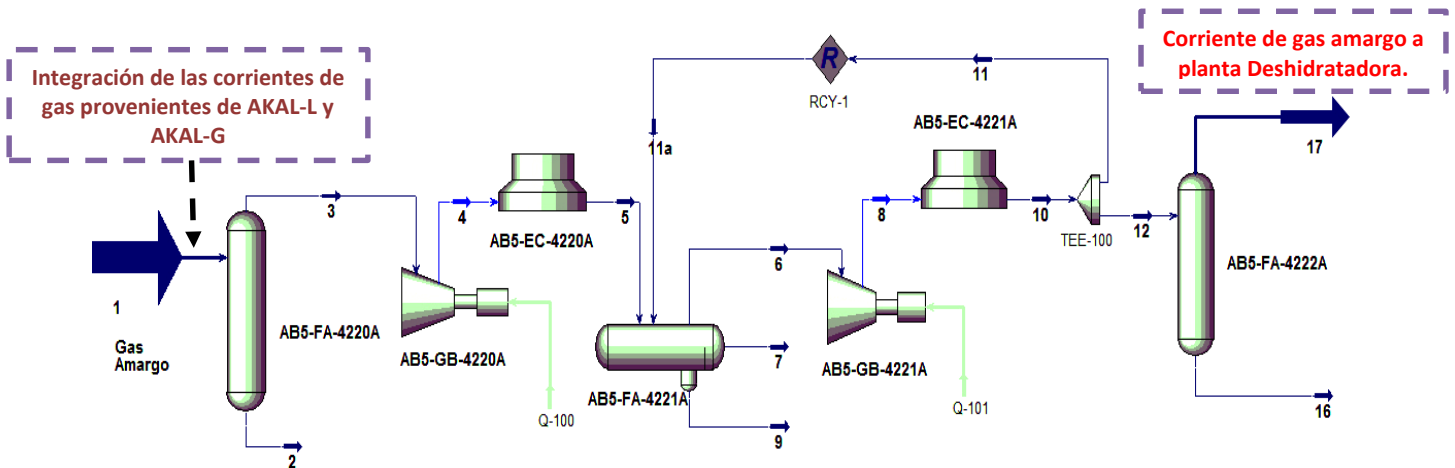 Integración de las corrientes de
gas provenientes de AKAL-L y
AKAL-G
Corriente de gas amargo a
planta Deshidratadora.
R
RCY-1
11
11a
AB5-EC-4221A
17
3
4
5
AB5-EC-4220A
8
10
TEE-100
12
6
AB5-FA-4222A
1
Gas
Amargo
AB5-FA-4220A
AB5-GB-4220A
7
AB5-GB-4221A
AB5-FA-4221A
Q-100
Q-101
2
9
16